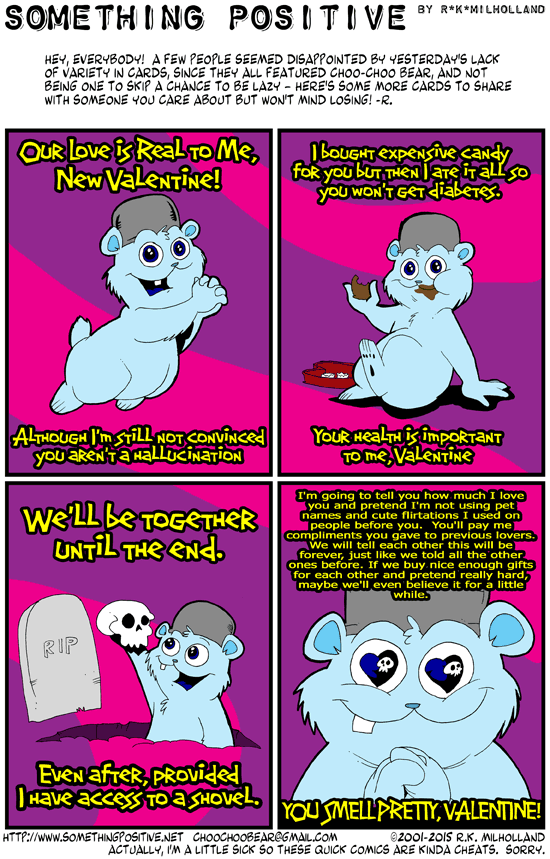 SOMETHING POSITIVE BY R*K*MILHOLLAND
HEY, EVERYBODY! A FEW PEOPLE SEEMED DISAPPOINTED BY YESTERDAY'S LACK
OF VARIETY IN CARDS, SINCE THEY ALL FEATURED CHOO-CHOO BEAR, AND NOT
BEING ONE TO SKIP A CHANCE TO BE LAZY – HERE'S SOME MORE CARDS TO SHARE
WITH SOMEONE YOU CARE ABOUT BUT WON'T MIND LOSING! -R.
OUR LOVE IS REAL TO ME,
NEW VALENTINE!
ALTHOUGH I'M STILL NOT CONVINCED
YOU AREN'T A HALLUCINATION
I BOUGHT EXPENSIVE CANDY
FOR YOU BUT THEN I ATE IT ALL SO
YOU WON'T GET DIABETES.
YOUR HEALTH IS IMPORTANT
TO ME, VALENTINE
WE'LL BE TOGETHER
UNTIL THE END.
RIP
EVEN AFTER, PROVIDED
I HAVE ACCESS TO A SHOVEL.
I'm going to tell you how much I love
you and pretend I'm not using pet
names and cute flirtations I used on
people before you. You'll pay me
compliments you gave to previous lovers.
We will tell each other this will be
forever, just like we told all the other
ones before. If we buy nice enough gifts
for each other and pretend really hard,
maybe we'll even believe it for a little
while.
YOU SMELL PRETTY, VALENTINE!
HTTP://WWW.SOMETHINGPOSITIVE.NET CHOOCHOOBEAR@GMAIL.COM ©2001-2015 R.K. MILHOLLAND
ACTUALLY, I'M A LITTLE SICK SO THESE QUICK COMICS ARE KINDA CHEATS. SORRY.